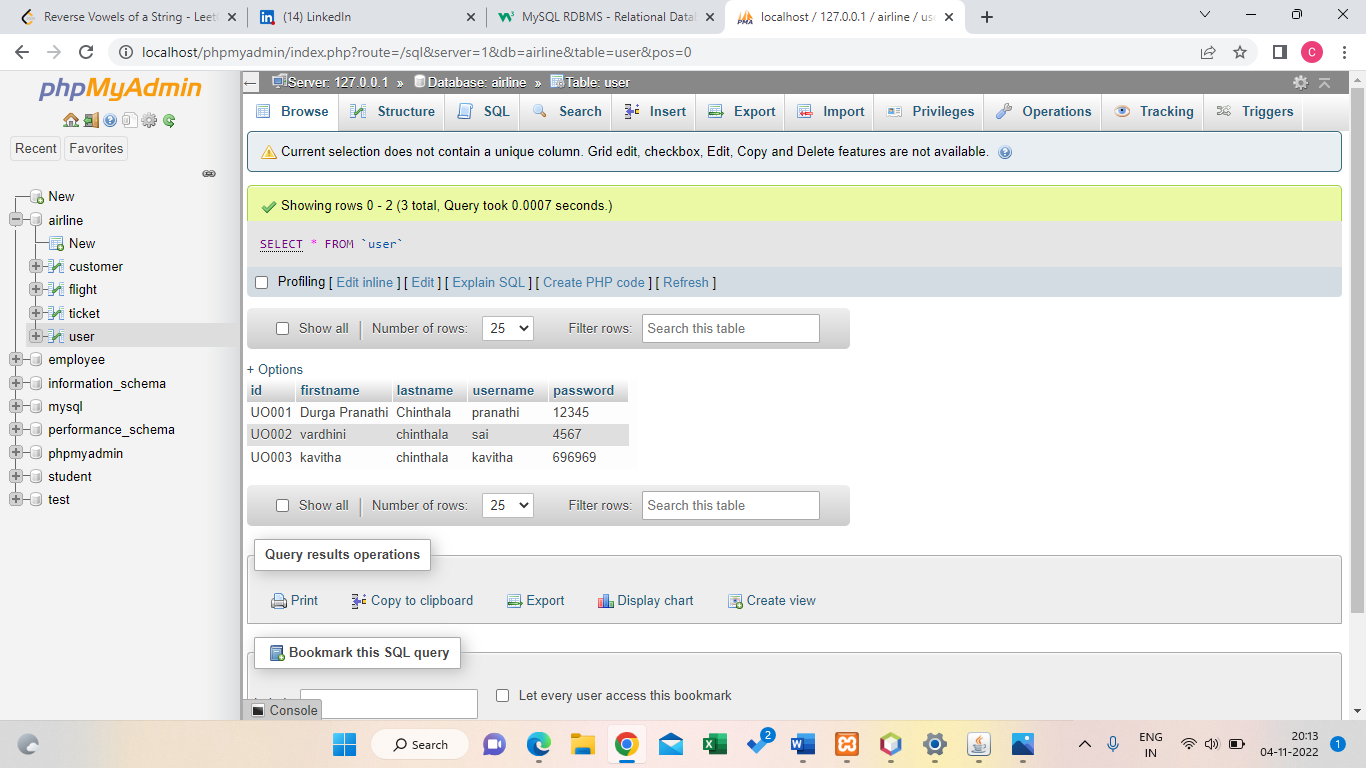 Reverse Vowels of a String - Leet
(14) LinkedIn
MySQL RDBMS - Relational Data
localhost / 127.0.0.1 / airline / us
localhost/phpmyadmin/index.php?route=/sql&server=1&db=airline&table=user&pos=0
C
phpMyAdmin
Recent Favorites
New
airline
New
customer
flight
ticket
user
employee
information_schema
mysql
performance_schema
phpmyadmin
student
test
Server: 127.0.0.1 » Database: airline » Table: user
Browse Structure SQL Search Insert Export Import Privileges Operations Tracking Triggers
Current selection does not contain a unique column. Grid edit, checkbox, Edit, Copy and Delete features are not available.
Showing rows 0 - 2 (3 total, Query took 0.0007 seconds.)
SELECT * FROM `user`
Profiling [ Edit inline ] [ Edit ] [ Explain SQL ] [ Create PHP code ] [ Refresh ]
Show all Number of rows: 25 Filter rows: Search this table
+ Options
id firstname lastname username password
UO001 Durga Pranathi Chinthala pranathi 12345
UO002 vardhini chinthala sai 4567
UO003 kavitha chinthala kavitha 696969
Show all Number of rows: 25 Filter rows: Search this table
Query results operations
Print Copy to clipboard Export Display chart Create view
Bookmark this SQL query
Let every user access this bookmark
Console
Search
2
ENG
IN
20:13
04-11-2022
1